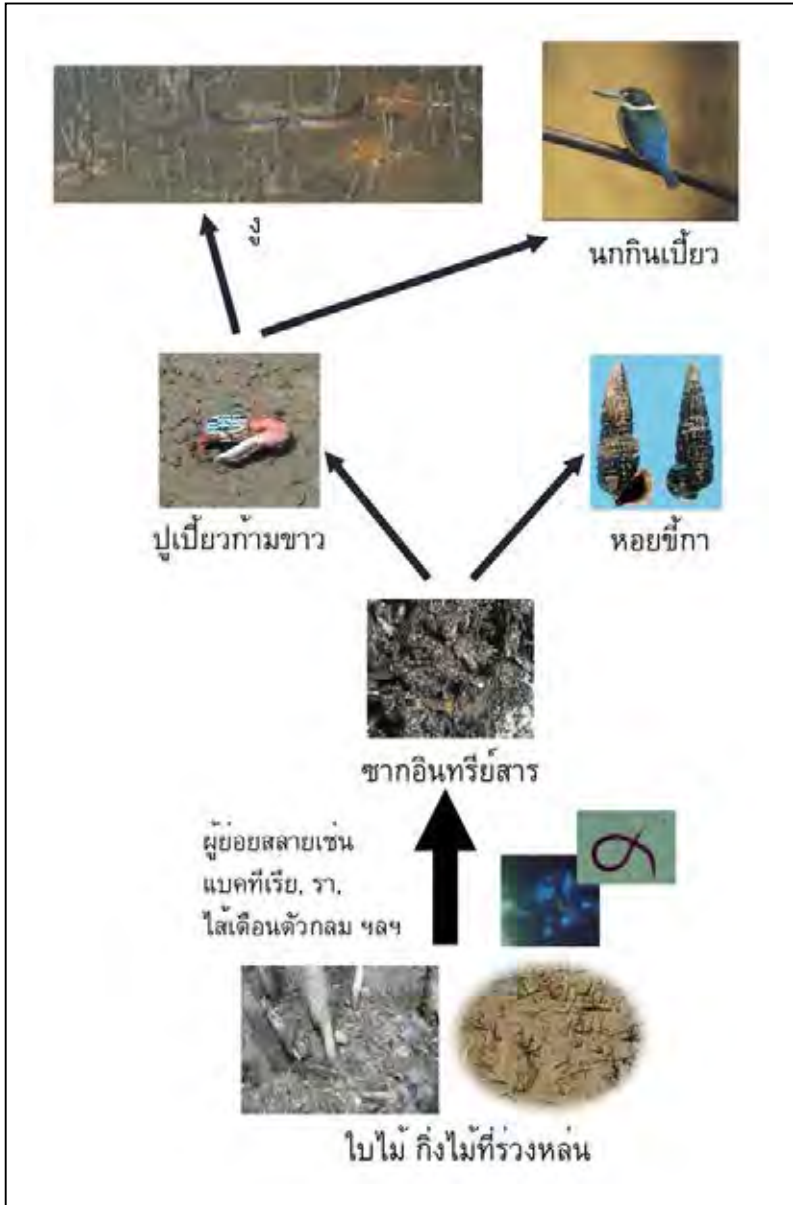 งู
นกกินเปี้ยว
ปูเปี้ยวก้ามขาว
หอยขี้กา
ซากอินทรีย์สาร
ผู้ย่อยสลายเช่น
แบคทีเรีย, รา,
ไส้เดือนตัวกลม ฯลฯ
ใบไม้ กิ่งไม้ที่ร่วงหล่น